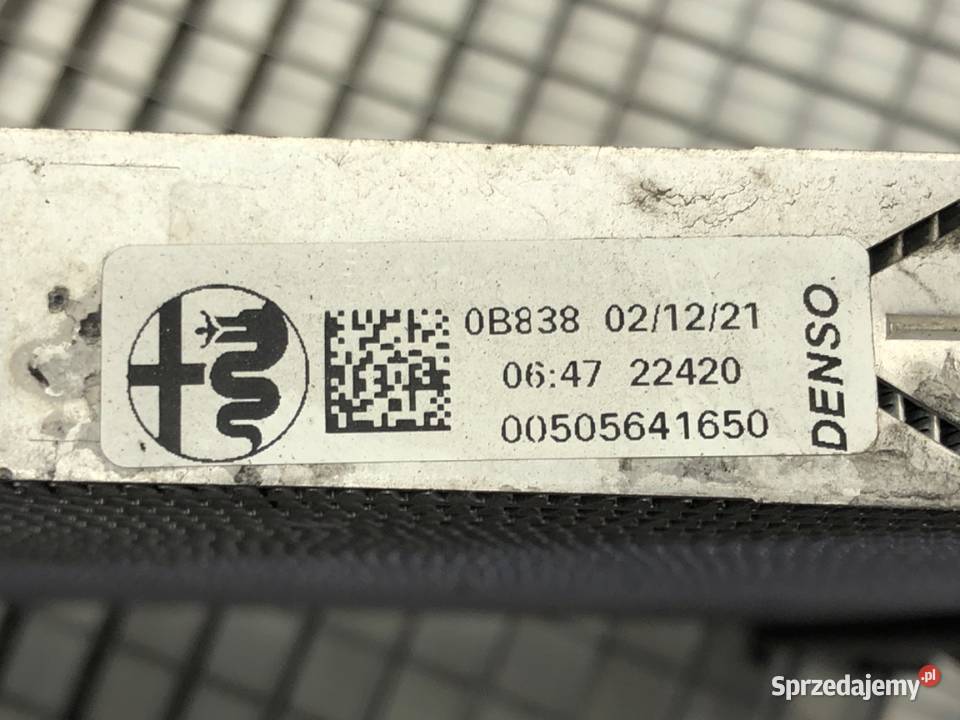 0B838 02/12/21
06:47 22420
00505641650
DENSO
Sprzedajemy.pl